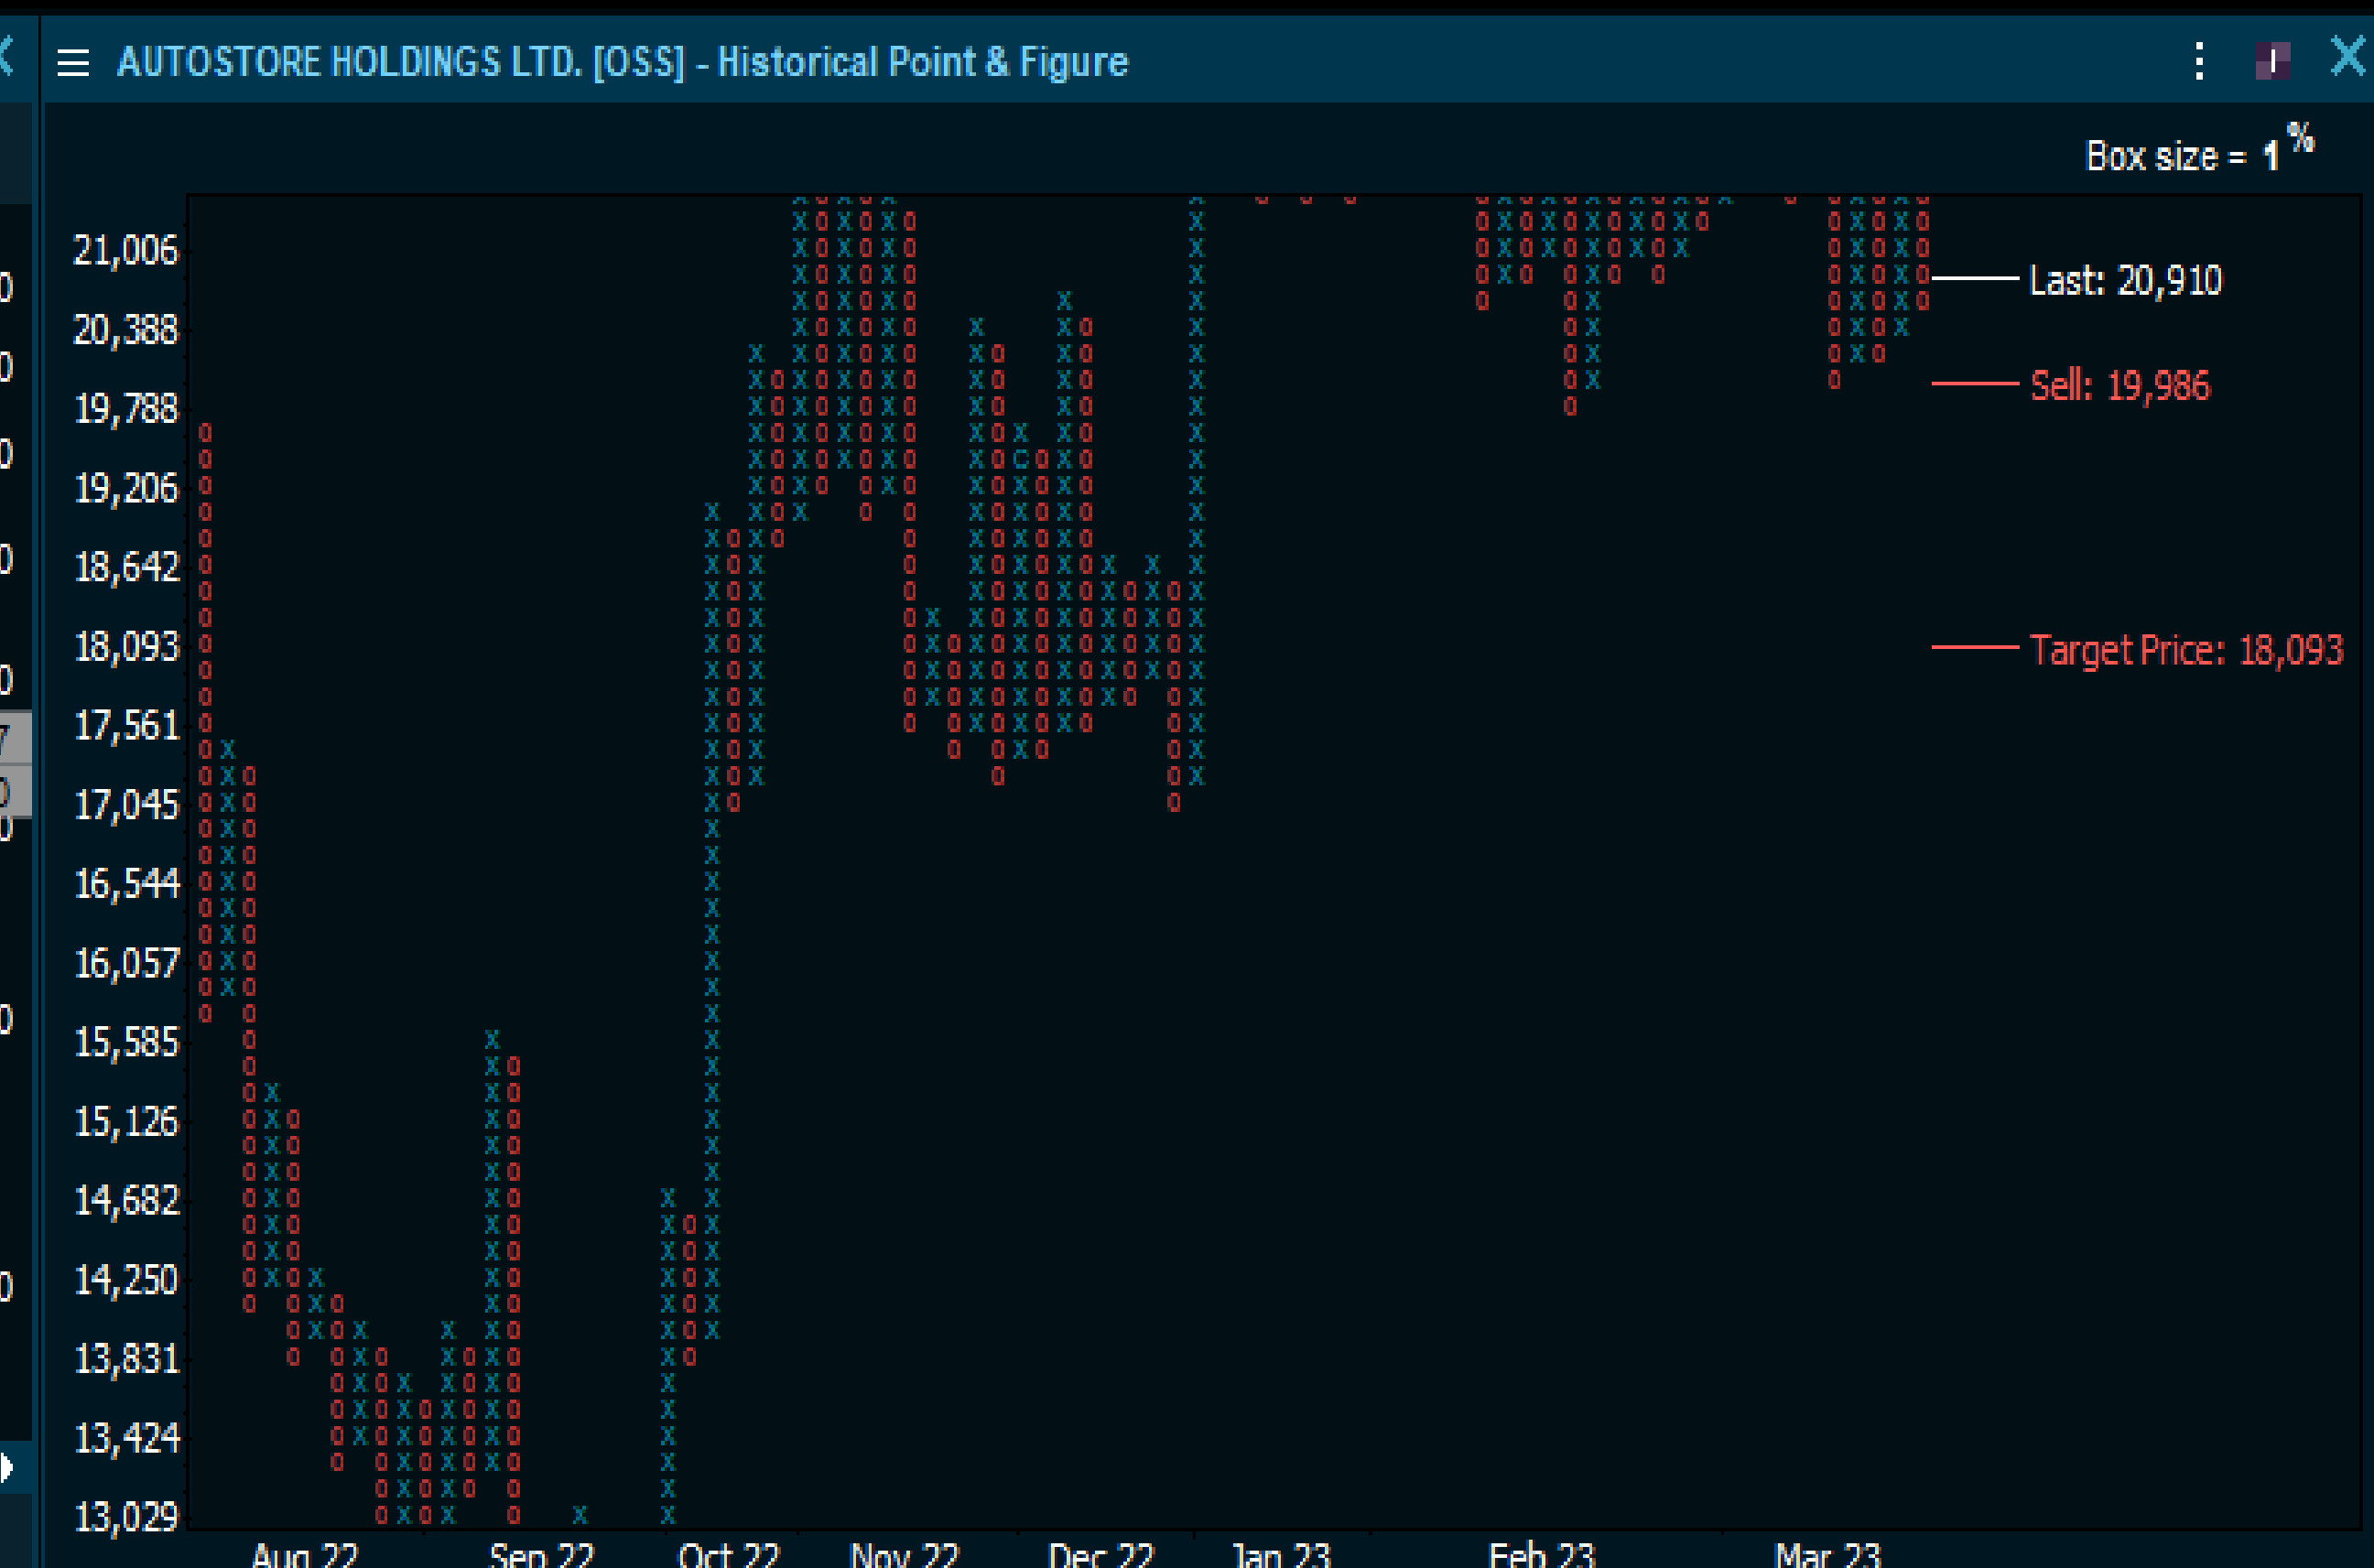 AUTOSTORE HOLDINGS LTD. [OSS] - Historical Point & Figure
Box size = 1%
21,006
Last: 20,910
20,388
Sell: 19,986
19,788
19,206
18,642
18,093
Target Price: 18,093
17,561
17,045
16,544
16,057
15,585
15,126
14,682
14,250
13,831
13,424
13,029
Aug 22 Sep 22 Oct 22 Nov 22 Dec 22 Jan 23 Feb 23 Mar 23